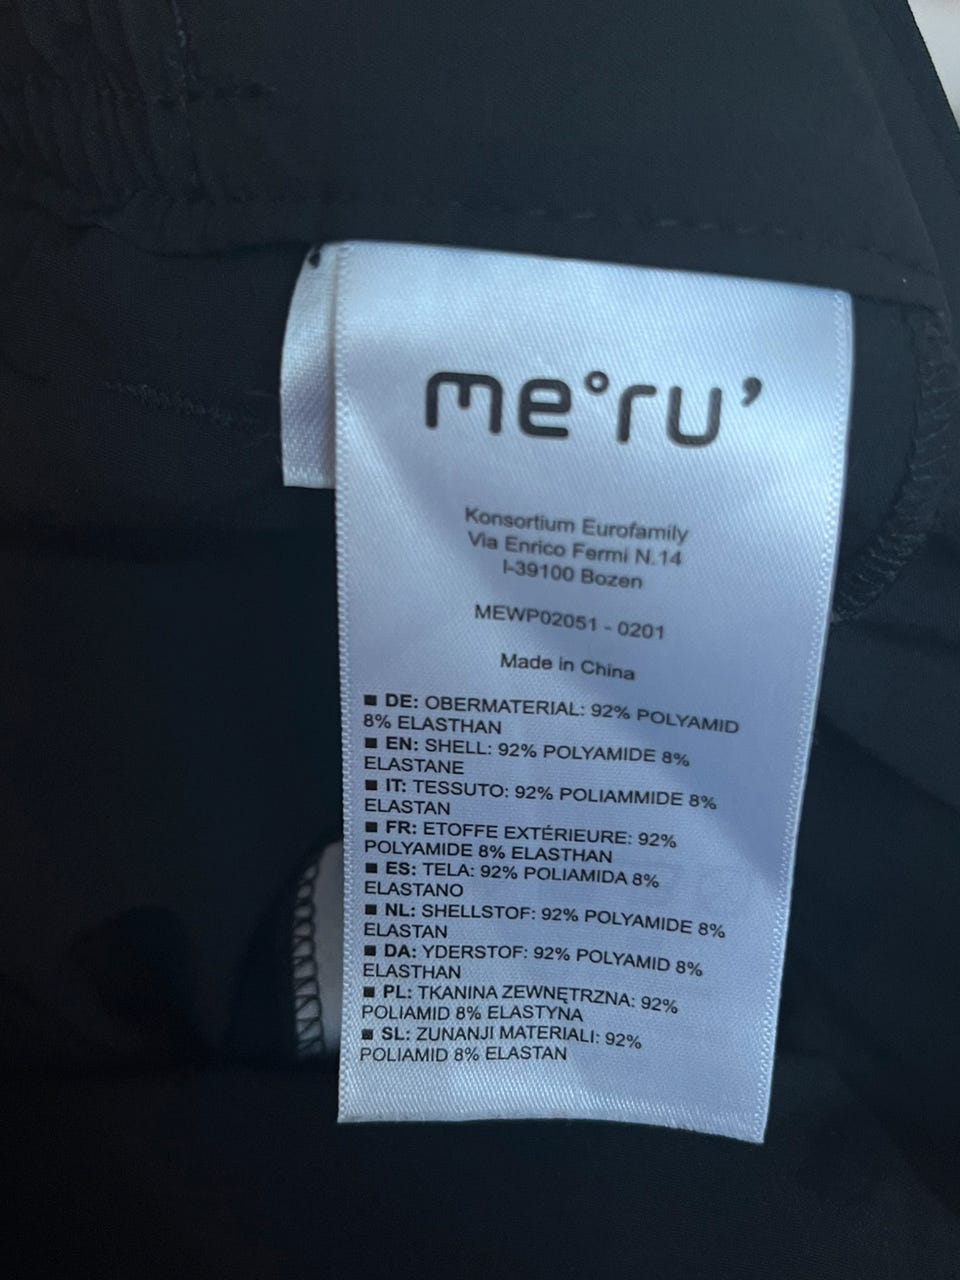 me°ru’
Konsortium Eurofamily
Via Enrico Fermi N.14
I-39100 Bozen
MEWP02051 - 0201
Made in China
■ DE: OBERMATERIAL: 92% POLYAMID
8% ELASTHAN
■ EN: SHELL: 92% POLYAMIDE 8%
ELASTANE
■ IT: TESSUTO: 92% POLIAMMIDE 8%
ELASTAN
■ FR: ETOFFE EXTÉRIEURE: 92%
POLYAMIDE 8% ELASTHAN
■ ES: TELA: 92% POLIAMIDA 8%
ELASTANO
■ NL: SHELLSTOF: 92% POLYAMIDE 8%
ELASTAN
■ DA: YDERSTOF: 92% POLYAMID 8%
ELASTHAN
■ PL: TKANINA ZEWNĘTRZNA: 92%
POLIAMID 8% ELASTYNA
■ SL: ZUNANJI MATERIALI: 92%
POLIAMID 8% ELASTAN